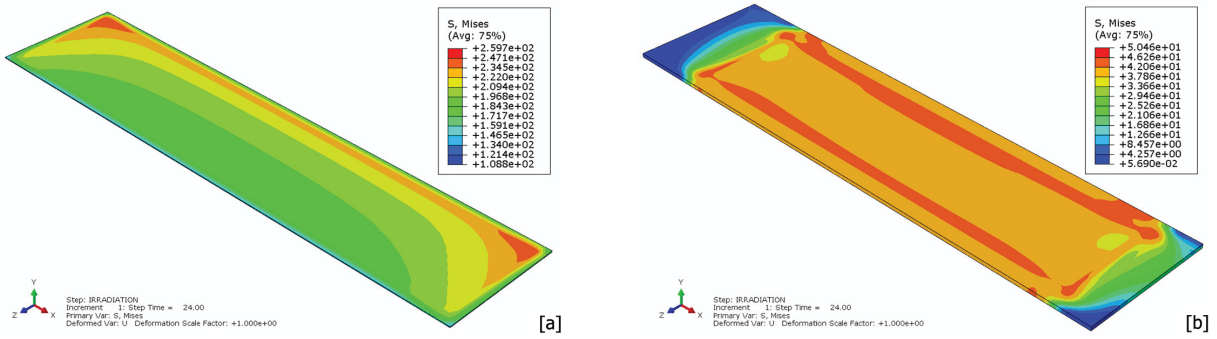 S, Mises
(Avg: 75%)
+2.597e+02
+2.471e+02
+2.345e+02
+2.220e+02
+2.094e+02
+1.968e+02
+1.843e+02
+1.717e+02
+1.591e+02
+1.465e+02
+1.340e+02
+1.214e+02
+1.088e+02
Y
Z
X
Step: IRRADIATION
Increment 1: Step Time = 24.00
Primary Var: S, Mises
Deformed Var: U Deformation Scale Factor: +1.000e+00
[a]
S, Mises
(Avg: 75%)
+5.046e+01
+4.626e+01
+4.206e+01
+3.786e+01
+3.366e+01
+2.946e+01
+2.526e+01
+2.106e+01
+1.686e+01
+1.266e+01
+8.457e+00
+4.257e+00
+5.690e-02
Y
Z
X
Step: IRRADIATION
Increment 1: Step Time = 24.00
Primary Var: S, Mises
Deformed Var: U Deformation Scale Factor: +1.000e+00
[b]